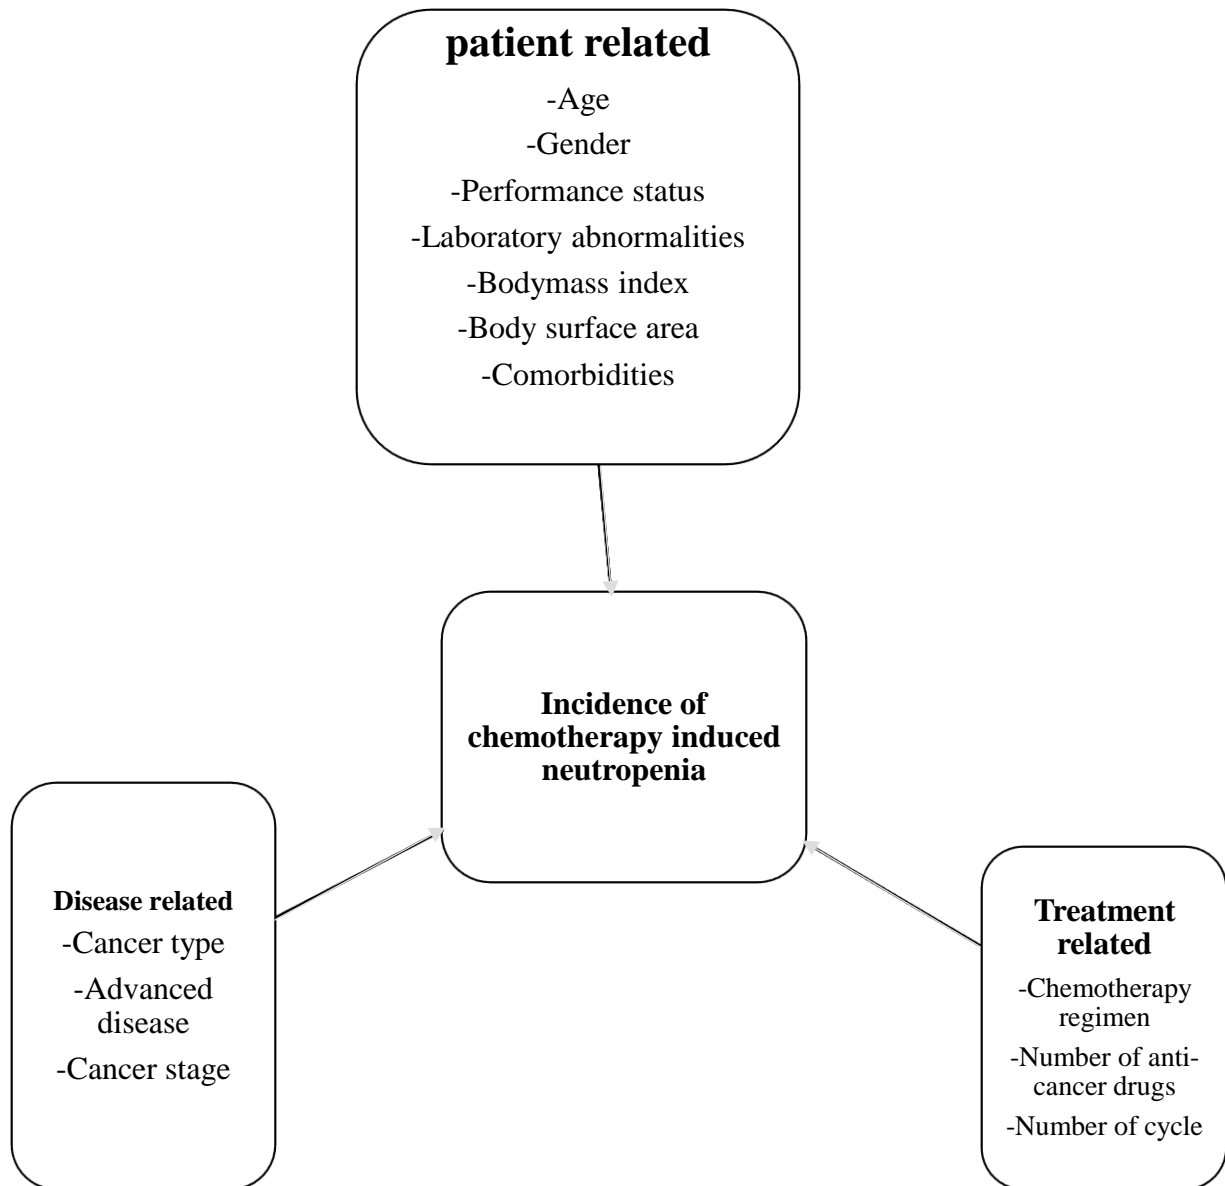 patient related
-Age
-Gender
-Performance status
-Laboratory abnormalities
-Bodymass index
-Body surface area
-Comorbidities
Incidence of
chemotherapy induced
neutropenia
Disease related
-Cancer type
-Advanced
disease
-Cancer stage
Treatment
related
-Chemotherapy
regimen
-Number of anti-
cancer drugs
-Number of cycle